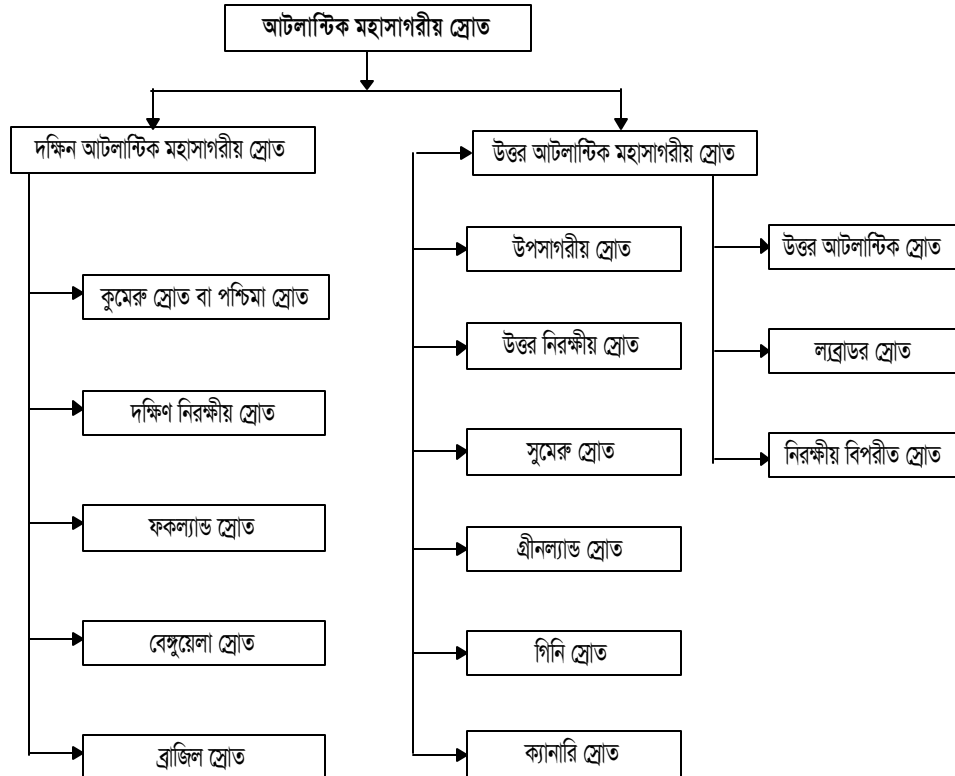 আটলান্টিক মহাসাগরীয় স্রোত
দক্ষিন আটলান্টিক মহাসাগরীয় স্রোত
কুমেরু স্রোত বা পশ্চিমা স্রোত
দক্ষিণ নিরক্ষীয় স্রোত
ফকল্যান্ড স্রোত
বেঙ্গুয়েলা স্রোত
ব্রাজিল স্রোত
উত্তর আটলান্টিক মহাসাগরীয় স্রোত
উপসাগরীয় স্রোত
উত্তর নিরক্ষীয় স্রোত
সুমেরু স্রোত
গ্রীনল্যান্ড স্রোত
গিনি স্রোত
ক্যানারি স্রোত
উত্তর আটলান্টিক স্রোত
ল্যব্রাডর স্রোত
নিরক্ষীয় বিপরীত স্রোত